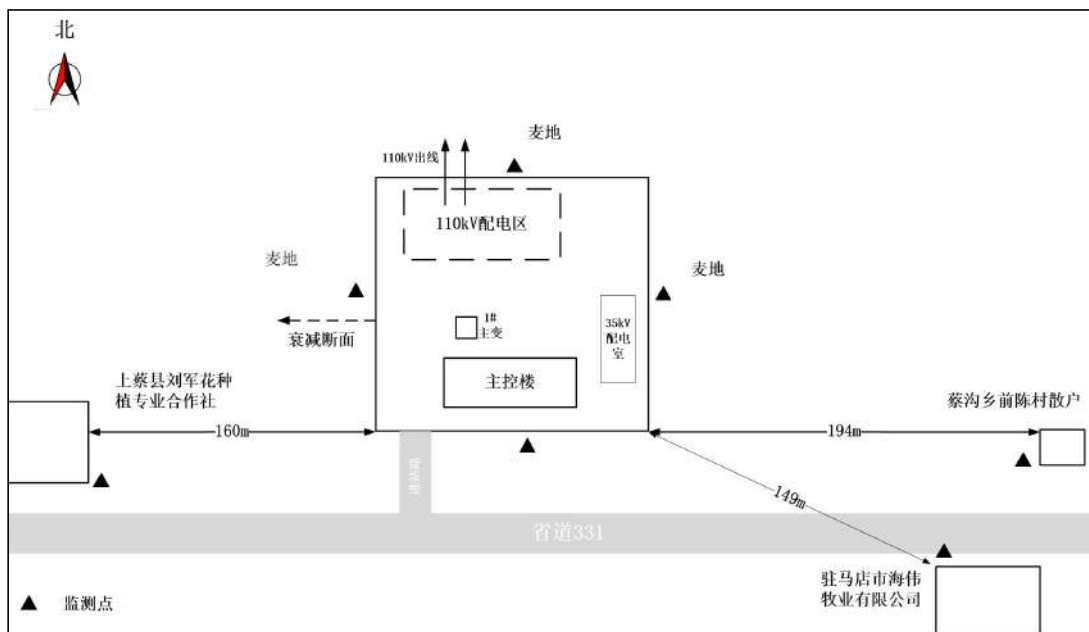 北
麦地
110kV出线
110kV配电区
麦地
麦地
1#
主变
35kV
配电
室
衰减断面
主控楼
上蔡县刘军花种
植专业合作社
蔡沟乡前陈村散户
160m
194m
149m
进站路
省道331
驻马店市海伟
牧业有限公司
监测点